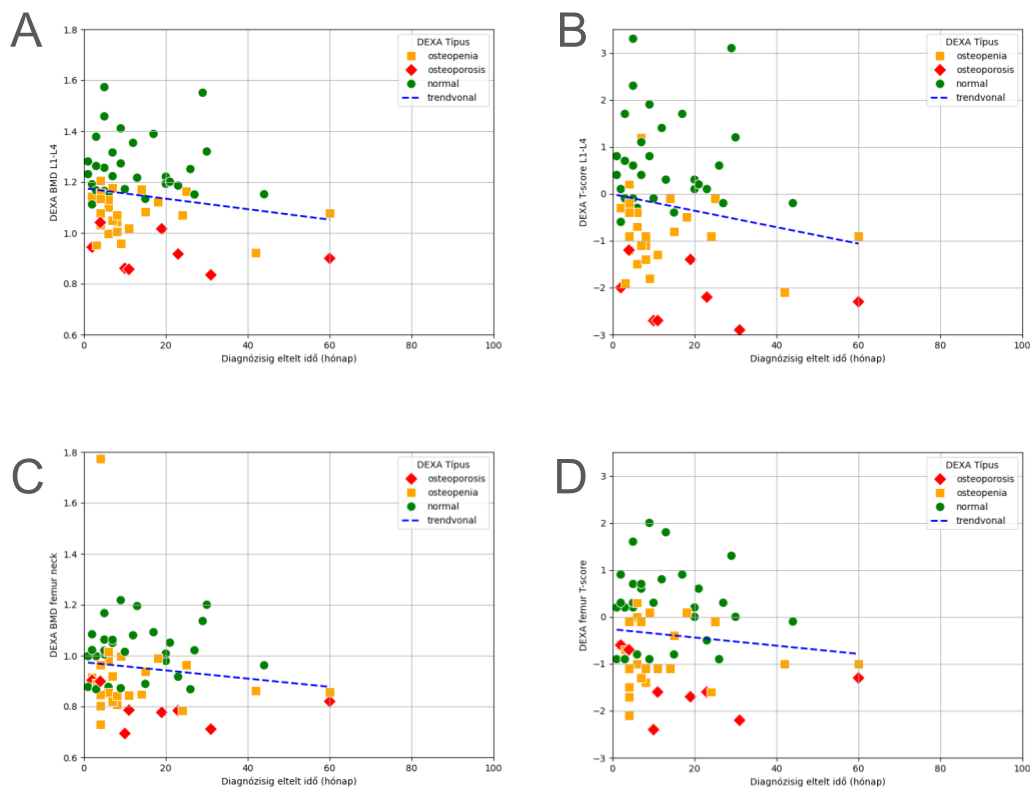 A
DEXA BMD L1-L4
1.8
1.6
1.4
1.2
1.0
0.8
0.6
0 20 40 60 80 100
Diagnózisig eltelt idő (hónap)
DEXA Típus
osteopenia
osteoporosis
normal
trendvonal
B
DEXA T-score L1-L4
3
2
1
0
−1
−2
−3
0 20 40 60 80 100
Diagnózisig eltelt idő (hónap)
DEXA Típus
osteopenia
osteoporosis
normal
trendvonal
C
DEXA BMD femur neck
1.8
1.6
1.4
1.2
1.0
0.8
0.6
0 20 40 60 80 100
Diagnózisig eltelt idő (hónap)
DEXA Típus
osteoporosis
osteopenia
normal
trendvonal
D
DEXA femur T-score
3
2
1
0
−1
−2
−3
0 20 40 60 80 100
Diagnózisig eltelt idő (hónap)
DEXA Típus
osteoporosis
osteopenia
normal
trendvonal